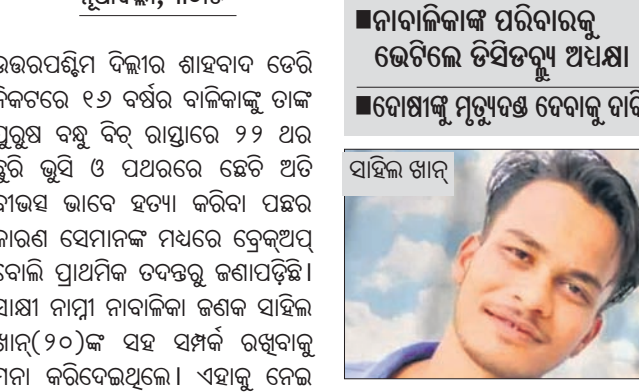 ଉତ୍ତରପଶ୍ଚିମ ଦିଲ୍ଲୀର ଶାହବାଦ ଡେରି
ନିକଟରେ ୧୬ ବର୍ଷର ବାଳିକାଙ୍କୁ ତାଙ୍କ
ପୁରୁଷ ବନ୍ଧୁ ବିଚ୍ ରାସ୍ତାରେ ୨୨ ଥର
ଛୁରି ଭୁସି ଓ ପଥରରେ ଛେଚି ଅତି
ବୀଭତ୍ସ ଭାବେ ହତ୍ୟା କରିବା ପଛର
କାରଣ ସେମାନଙ୍କ ମଧ୍ୟରେ ବ୍ରେକ୍‌ଅପ୍
ବୋଲି ପ୍ରାଥମିକ ତଦନ୍ତରୁ ଜଣାପଡ଼ିଛି।
ସାକ୍ଷୀ ନାମ୍ନୀ ନାବାଳିକା ଜଣକ ସାହିଲ
ଖାନ୍(୨୦)ଙ୍କ ସହ ସମ୍ପର୍କ ରଖିବାକୁ
ମନା କରିଦେଇଥିଲେ। ଏହାକୁ ନେଇ
■ନାବାଳିକାଙ୍କ ପରିବାରକୁ
ଭେଟିଲେ ଡିସିଡବ୍ଲ୍ୟୁ ଅଧ୍ୟକ୍ଷା
■ଦୋଷୀଙ୍କୁ ମୃତ୍ୟୁଦଣ୍ଡ ଦେବାକୁ
ସାହିଲ ଖାନ୍